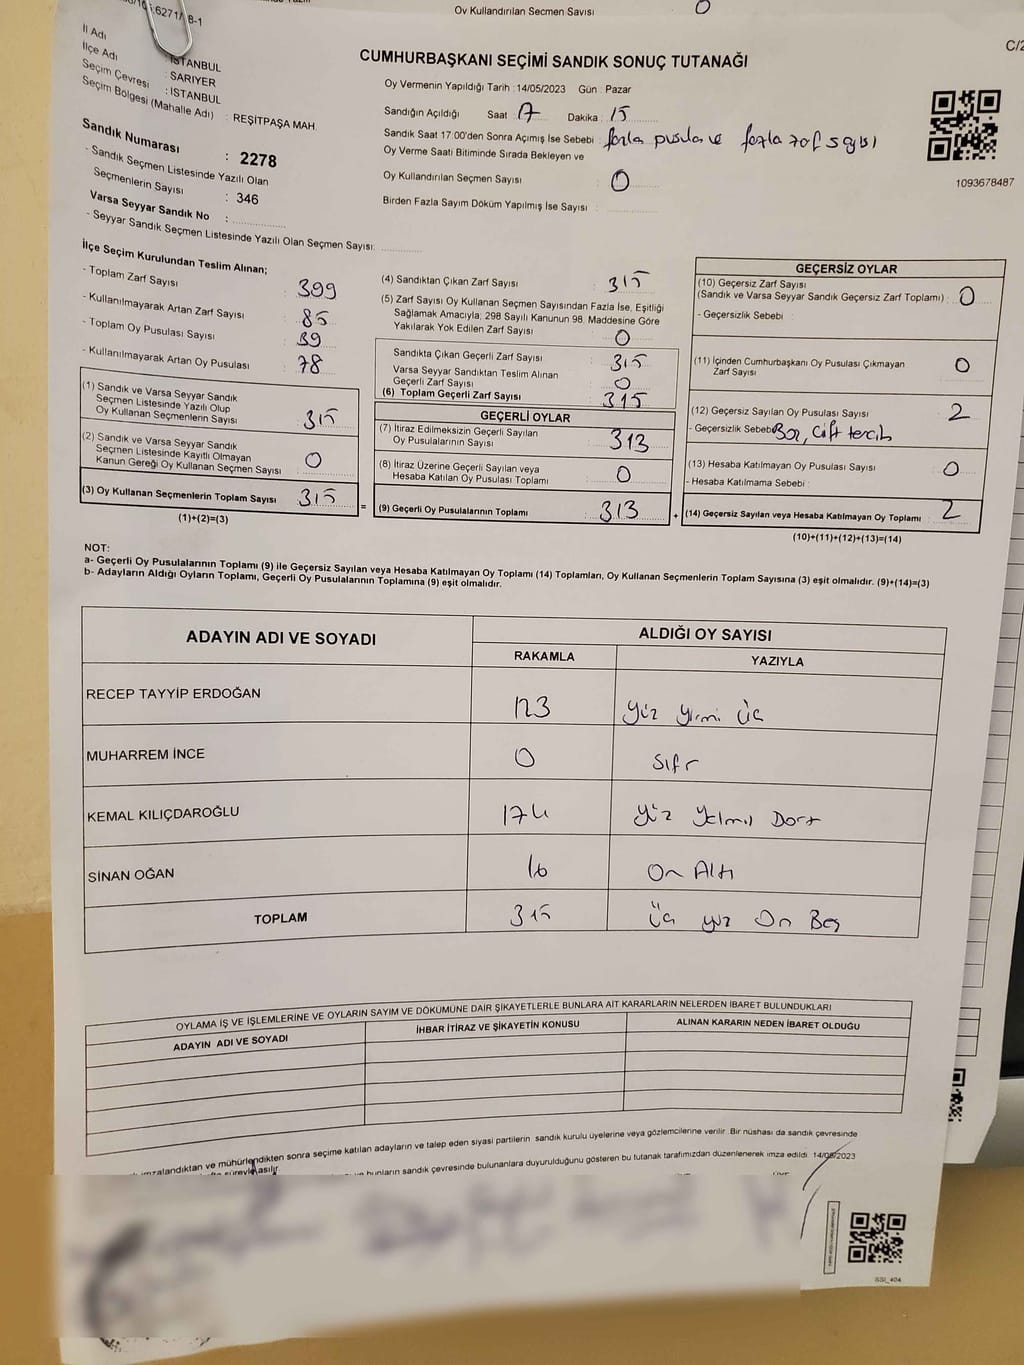 Oy Kullandırılan Seçmen Sayısı 0
6271/ B-1
C/2
CUMHURBAŞKANI SEÇİMİ SANDIK SONUÇ TUTANAĞI
İl Adı : İSTANBUL
İlçe Adı : SARIYER
Seçim Çevresi : İSTANBUL
Seçim Bölgesi (Mahalle Adı) : REŞİTPAŞA MAH.
Sandık Numarası : 2278
- Sandık Seçmen Listesinde Yazılı Olan
Seçmenlerin Sayısı : 346
Varsa Seyyar Sandık No :
- Seyyar Sandık Seçmen Listesinde Yazılı Olan Seçmen Sayısı:
Oy Vermenin Yapıldığı Tarih : 14/05/2023 Gün : Pazar
Sandığın Açıldığı Saat : 17 Dakika : 15
Sandık Saat 17:00'den Sonra Açımış İse Sebebi : fazla pusula ve fazla zarf sayısı
Oy Verme Saati Bitiminde Sırada Bekleyen ve
Oy Kullandırılan Seçmen Sayısı : 0
Birden Fazla Sayım Döküm Yapılmış İse Sayısı :
1093678487
İlçe Seçim Kurulundan Teslim Alınan;
- Toplam Zarf Sayısı : 399
- Kullanılmayarak Artan Zarf Sayısı : 85
- Toplam Oy Pusulası Sayısı : 39
- Kullanılmayarak Artan Oy Pusulası : 78
(1) Sandık ve Varsa Seyyar Sandık
Seçmen Listesinde Yazılı Olup
Oy Kullanan Seçmenlerin Sayısı : 315
(2) Sandık ve Varsa Seyyar Sandık
Seçmen Listesinde Kayıtlı Olmayan
Kanun Gereği Oy Kullanan Seçmen Sayısı : 0
(3) Oy Kullanan Seçmenlerin Toplam Sayısı : 315
(1)+(2)=(3)
=
(4) Sandıktan Çıkan Zarf Sayısı : 315
(5) Zarf Sayısı Oy Kullanan Seçmen Sayısından Fazla İse, Eşitliği
Sağlamak Amacıyla; 298 Sayılı Kanunun 98. Maddesine Göre
Yakılarak Yok Edilen Zarf Sayısı : 0
Sandıkta Çıkan Geçerli Zarf Sayısı : 315
Varsa Seyyar Sandıktan Teslim Alınan
Geçerli Zarf Sayısı : 0
(6) Toplam Geçerli Zarf Sayısı : 315
GEÇERLİ OYLAR
(7) İtiraz Edilmeksizin Geçerli Sayılan
Oy Pusulalarının Sayısı : 313
(8) İtiraz Üzerine Geçerli Sayılan veya
Hesaba Katılan Oy Pusulası Toplamı : 0
(9) Geçerli Oy Pusulalarının Toplamı : 313
+
GEÇERSİZ OYLAR
(10) Geçersiz Zarf Sayısı
(Sandık ve Varsa Seyyar Sandık Geçersiz Zarf Toplamı) : 0
- Geçersizlik Sebebi :
(11) İçinden Cumhurbaşkanı Oy Pusulası Çıkmayan
Zarf Sayısı : 0
(12) Geçersiz Sayılan Oy Pusulası Sayısı : 2
- Geçersizlik Sebebi Boş, Çift tercih
(13) Hesaba Katılmayan Oy Pusulası Sayısı : 0
- Hesaba Katılmama Sebebi :
(14) Geçersiz Sayılan veya Hesaba Katılmayan Oy Toplamı : 2
(10)+(11)+(12)+(13)=(14)
NOT:
a- Geçerli Oy Pusulalarının Toplamı (9) ile Geçersiz Sayılan veya Hesaba Katılmayan Oy Toplamı (14) Toplamları, Oy Kullanan Seçmenlerin Toplam Sayısına (3) eşit olmalıdır. (9)+(14)=(3)
b- Adayların Aldığı Oyların Toplamı, Geçerli Oy Pusulalarının Toplamına (9) eşit olmalıdır.
ADAYIN ADI VE SOYADI ALDIĞI OY SAYISI
RAKAMLA YAZIYLA
RECEP TAYYİP ERDOĞAN 123 Yüz Yirmi Üç
MUHARREM İNCE 0 Sıfır
KEMAL KILIÇDAROĞLU 174 Yüz Yetmiş Dört
SİNAN OĞAN 16 On Altı
TOPLAM 315 Üç yüz On Beş
OYLAMA İŞ VE İŞLEMLERİNE VE OYLARIN SAYIM VE DÖKÜMÜNE DAİR ŞİKAYETLERLE BUNLARA AİT KARARLARIN NELERDEN İBARET BULUNDUKLARI
ADAYIN ADI VE SOYADI İHBAR İTİRAZ VE ŞİKAYETİN KONUSU ALINAN KARARIN NEDEN İBARET OLDUĞU
imzalandıktan ve mühürlendikten sonra seçime katılan adayların ve talep eden siyasi partilerin sandık kurulu üyelerine veya gözlemcilerine verilir. Bir nüshası da sandık çevresinde
süreyle asılır.
bunların sandık çevresinde bulunanlara duyurulduğunu gösteren bu tutanak tarafımızdan düzenlenerek imza edildi. 14/05/2023
SSI_404